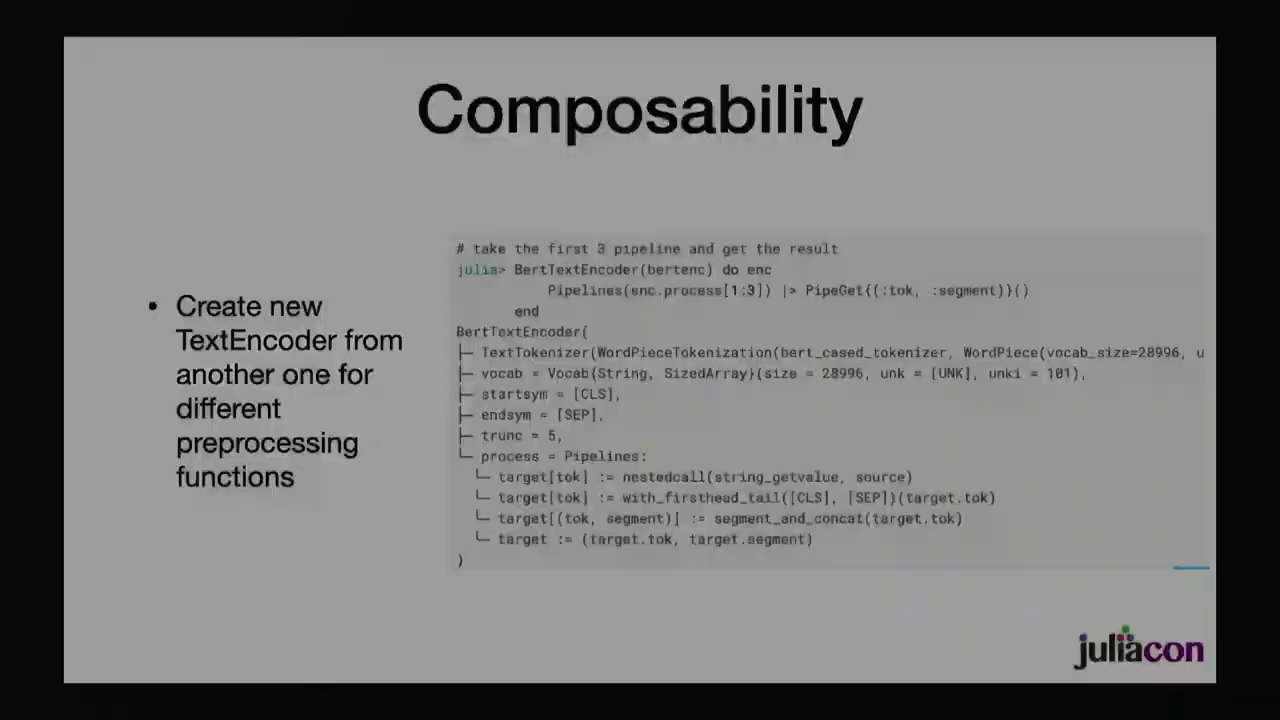 Composability
• Create new
TextEncoder from
another one for
different
preprocessing
functions
# take the first 3 pipeline and get the result
julia> BertTextEncoder(bertenc) do enc
Pipelines(enc.process[1:3]) |> PipeGet{(:tok, :segment)}()
end
BertTextEncoder(
├─ TextTokenizer(WordPieceTokenization(bert_cased_tokenizer, WordPiece(vocab_size=28996, u
├─ vocab = Vocab{String, SizedArray}(size = 28996, unk = [UNK], unki = 101),
├─ startsym = [CLS],
├─ endsym = [SEP],
├─ trunc = 5,
└─ process = Pipelines:
└─ target[tok] := nestedcall(string_getvalue, source)
└─ target[tok] := with_firsthead_tail([CLS], [SEP])(target.tok)
└─ target[(tok, segment)] := segment_and_concat(target.tok)
└─ target := (target.tok, target.segment)
)
juliacon